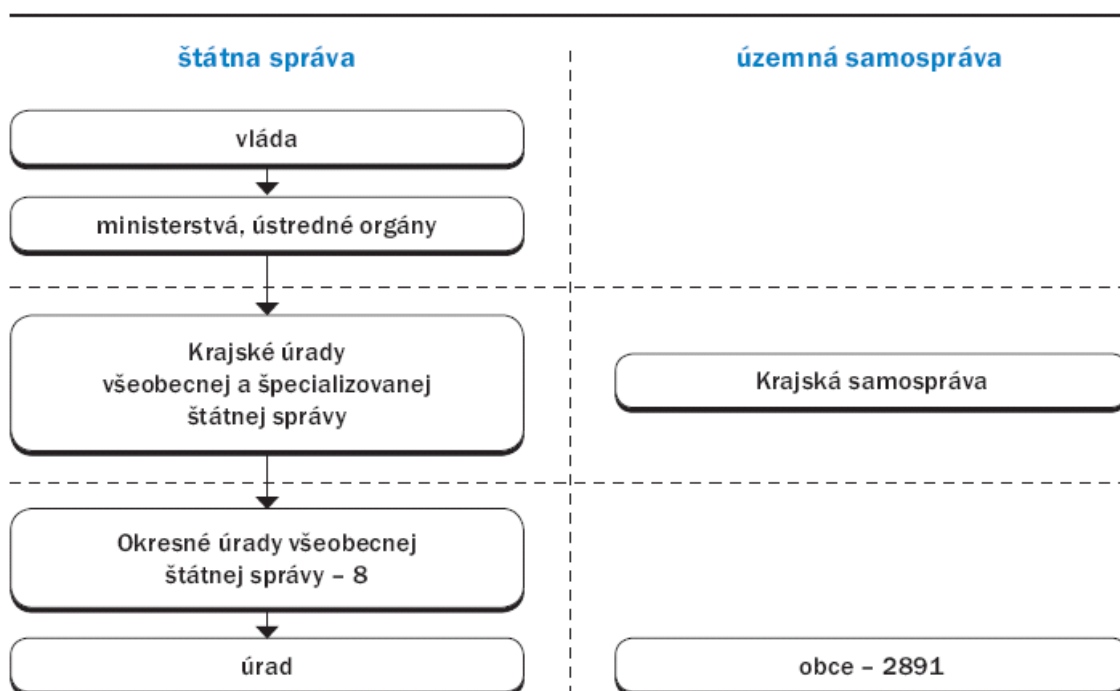 štátna správa
územná samospráva
vláda
ministerstvá, ústredné orgány
Krajské úrady
všeobecnej a špecializovanej
štátnej správy
Krajská samospráva
Okresné úrady všeobecnej
štátnej správy – 8
úrad
obce – 2891